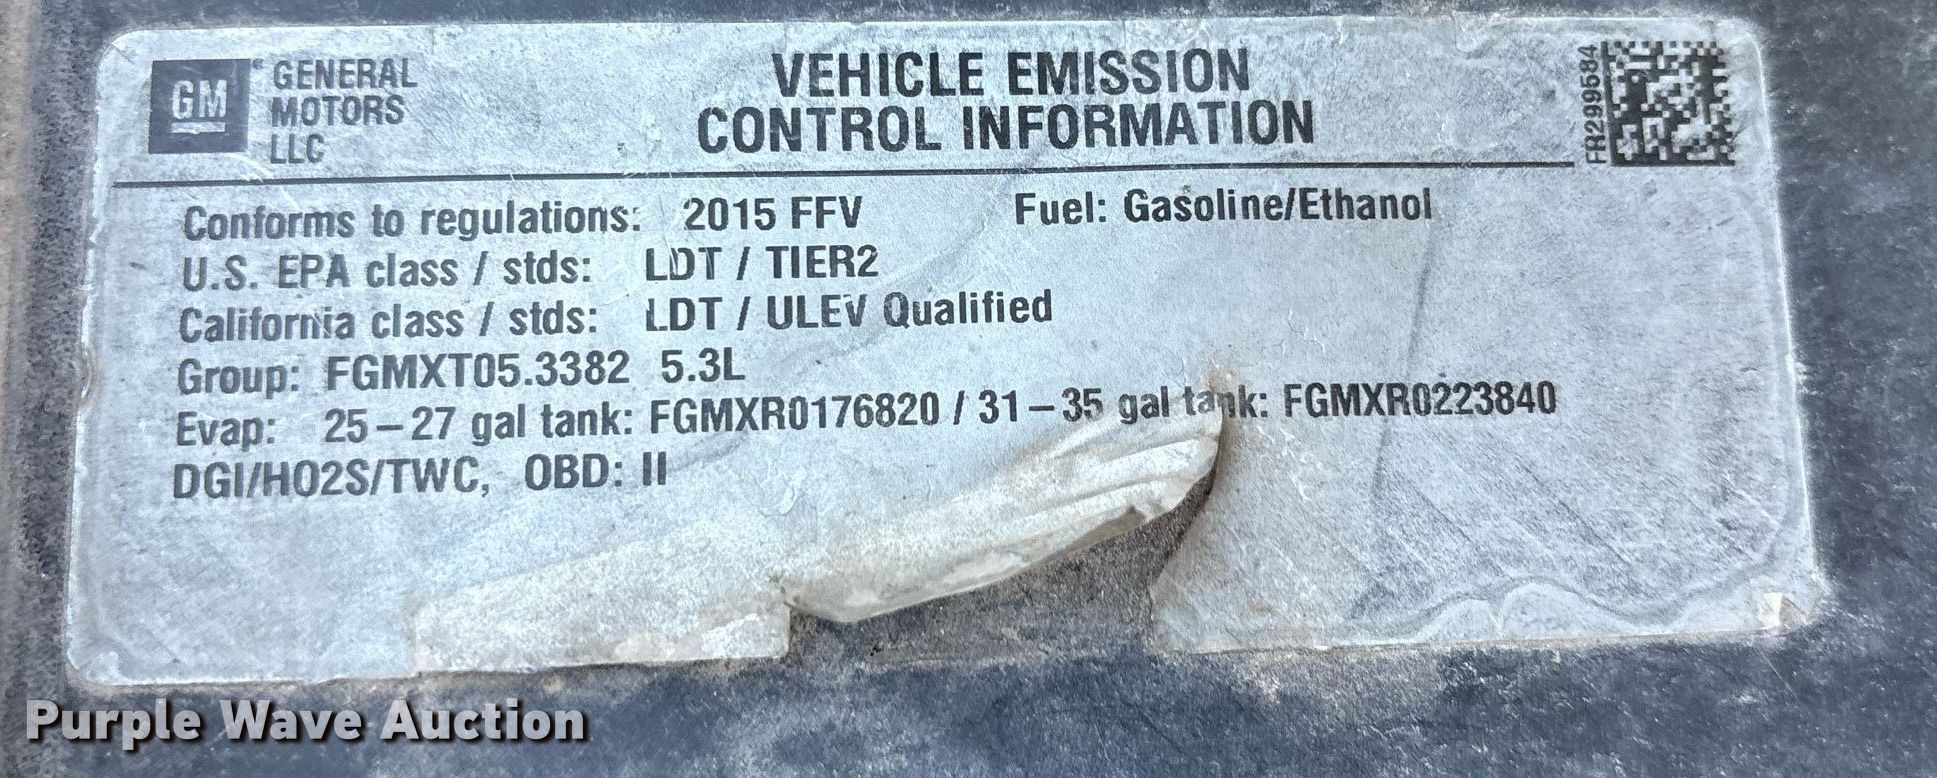 GM
GENERAL
MOTORS
LLC
VEHICLE EMISSION
CONTROL INFORMATION
FR299584
Conforms to regulations: 2015 FFV Fuel: Gasoline/Ethanol
U.S. EPA class / stds: LDT / TIER2
California class / stds: LDT / ULEV Qualified
Group: FGMXT05.3382 5.3L
Evap: 25–27 gal tank: FGMXR0176820 / 31–35 gal tank: FGMXR0223840
DGI/HO2S/TWC, OBD: II
Purple Wave Auction